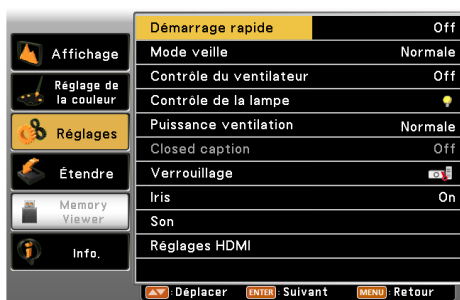 Affichage
Réglage de
la couleur
Réglages
Étendre
Memory
Viewer
Info.
Démarrage rapide Off
Mode veille Normale
Contrôle du ventilateur Off
Contrôle de la lampe
Puissance ventilation Normale
Closed caption Off
Verrouillage
Iris On
Son
Réglages HDMI
:Déplacer ENTER :Suivant MENU :Retour